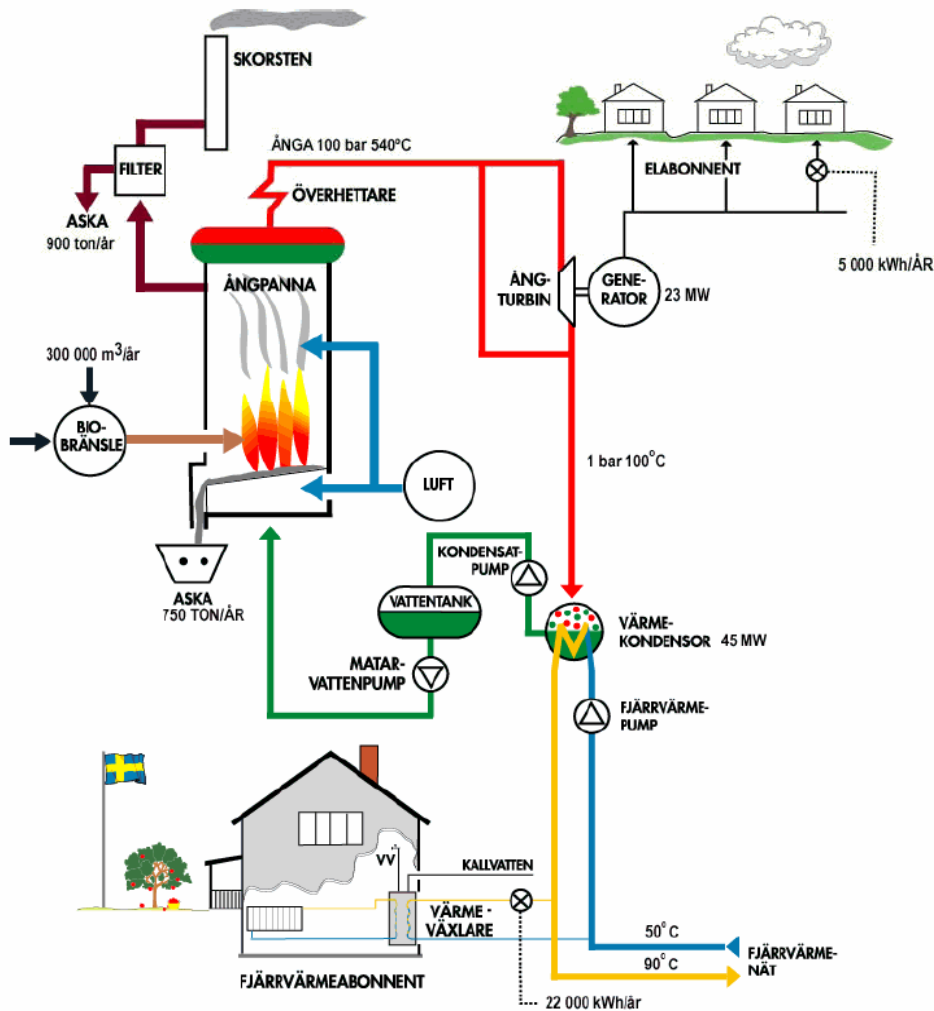 SKORSTEN
ÅNGA 100 bar 540°C
FILTER
ÖVERHETTARE
ELABONNENT
ASKA
900 ton/år
5 000 kWh/ÅR
ÅNGPANNA
ÅNG-
TURBIN
GENE-
RATOR
23 MW
300 000 m³/år
BIO-
BRÄNSLE
1 bar 100°C
LUFT
KONDENSAT-
PUMP
ASKA
750 TON/ÅR
VATTENTANK
VÄRME-
KONDENSOR
45 MW
MATAR-
VATTENPUMP
FJÄRRVÄRME-
PUMP
VV
KALLVATTEN
VÄRME-
VÄXLARE
50°C
90°C
FJÄRRVÄRME-
NÄT
FJÄRRVÄRMEABONNENT
22 000 kWh/år